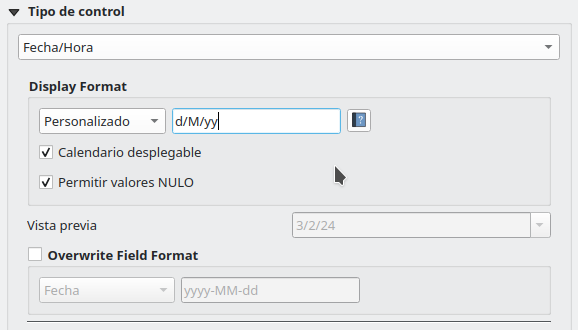 Tipo de control
Fecha/Hora
Display Format
Personalizado d/M/yy ?
Calendario desplegable
Permitir valores NULO
Vista previa 3/2/24
Overwrite Field Format
Fecha yyyy-MM-dd